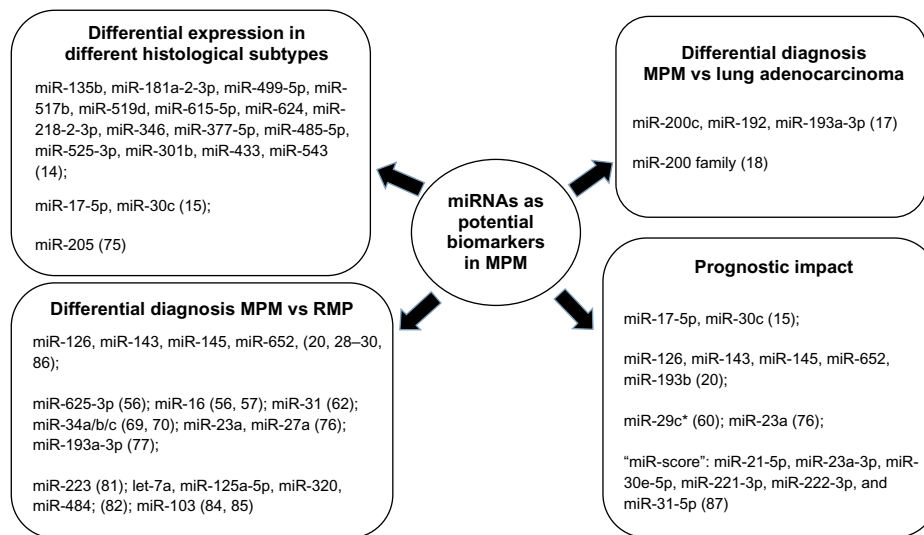 Differential expression in
different histological subtypes
miR-135b, miR-181a-2-3p, miR-499-5p, miR-
517b, miR-519d, miR-615-5p, miR-624, miR-
218-2-3p, miR-346, miR-377-5p, miR-485-5p,
miR-525-3p, miR-301b, miR-433, miR-543
(14);
miR-17-5p, miR-30c (15);
miR-205 (75)
Differential diagnosis
MPM vs lung adenocarcinoma
miR-200c, miR-192, miR-193a-3p (17)
miR-200 family (18)
miRNAs as
potential
biomarkers
in MPM
Differential diagnosis MPM vs RMP
miR-126, miR-143, miR-145, miR-652, (20, 28–30,
86);
miR-625-3p (56); miR-16 (56, 57); miR-31 (62);
miR-34a/b/c (69, 70); miR-23a, miR-27a (76);
miR-193a-3p (77);
miR-223 (81); let-7a, miR-125a-5p, miR-320,
miR-484; (82); miR-103 (84, 85)
Prognostic impact
miR-17-5p, miR-30c (15);
miR-126, miR-143, miR-145, miR-652,
miR-193b (20);
miR-29c* (60); miR-23a (76);
“miR-score”: miR-21-5p, miR-23a-3p, miR-
30e-5p, miR-221-3p, miR-222-3p, and
miR-31-5p (87)